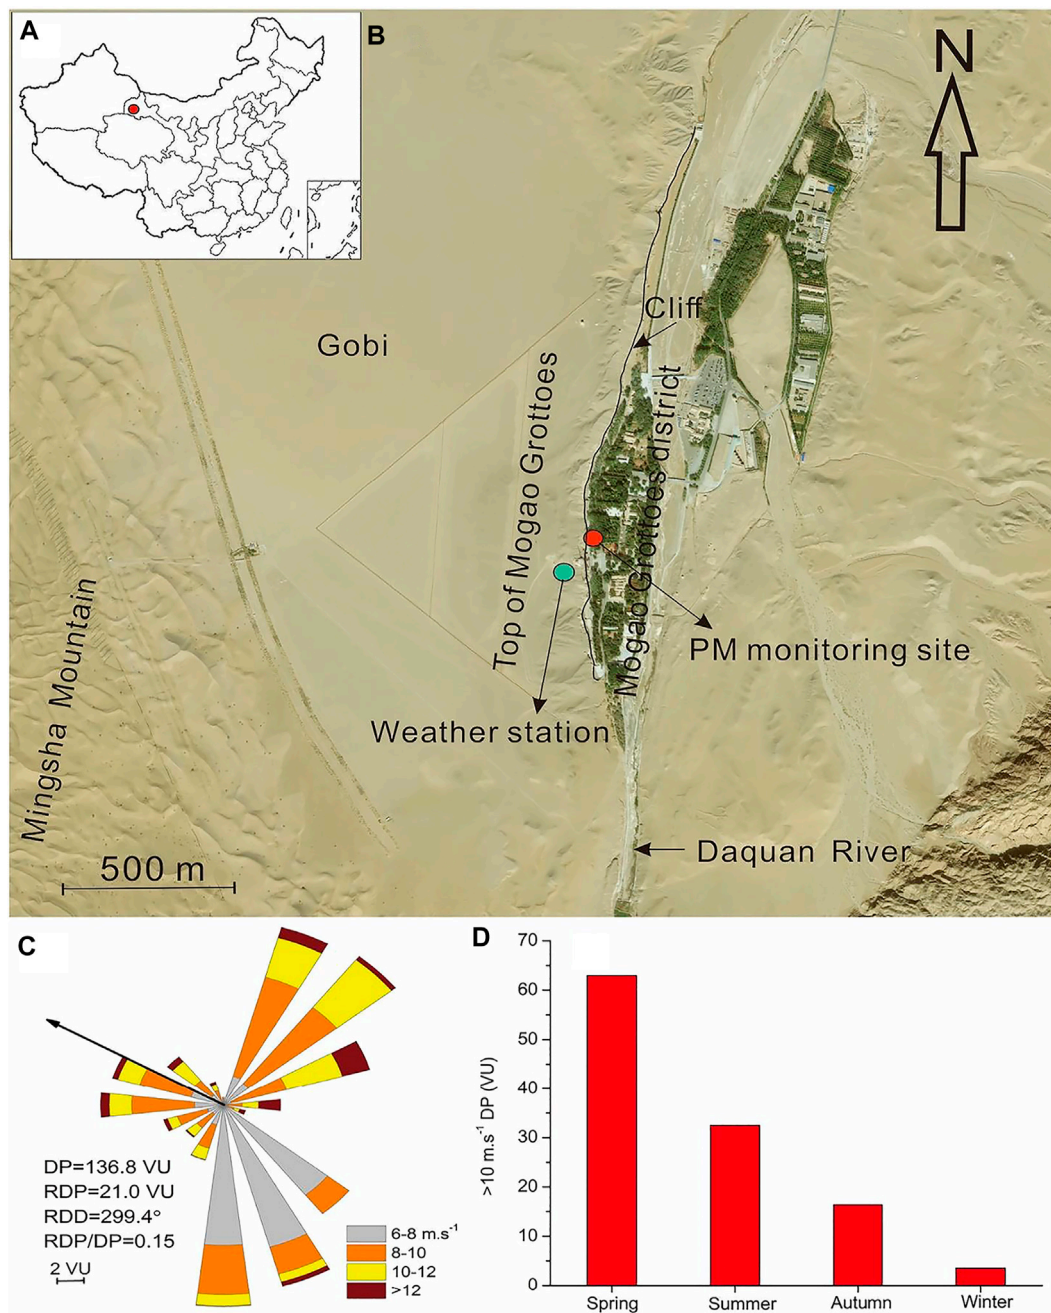 A
B
N
Gobi
Cliff
Top of Mogao Grottoes
Mogao Grottoes district
PM monitoring site
Weather station
Mingsha Mountain
500 m
Daquan River
C
DP=136.8 VU
RDP=21.0 VU
RDD=299.4°
RDP/DP=0.15
2 VU
6-8 m.s⁻¹
8-10
10-12
>12
D
>10 m.s⁻¹ DP (VU)
70
60
50
40
30
20
10
0
Spring
Summer
Autumn
Winter